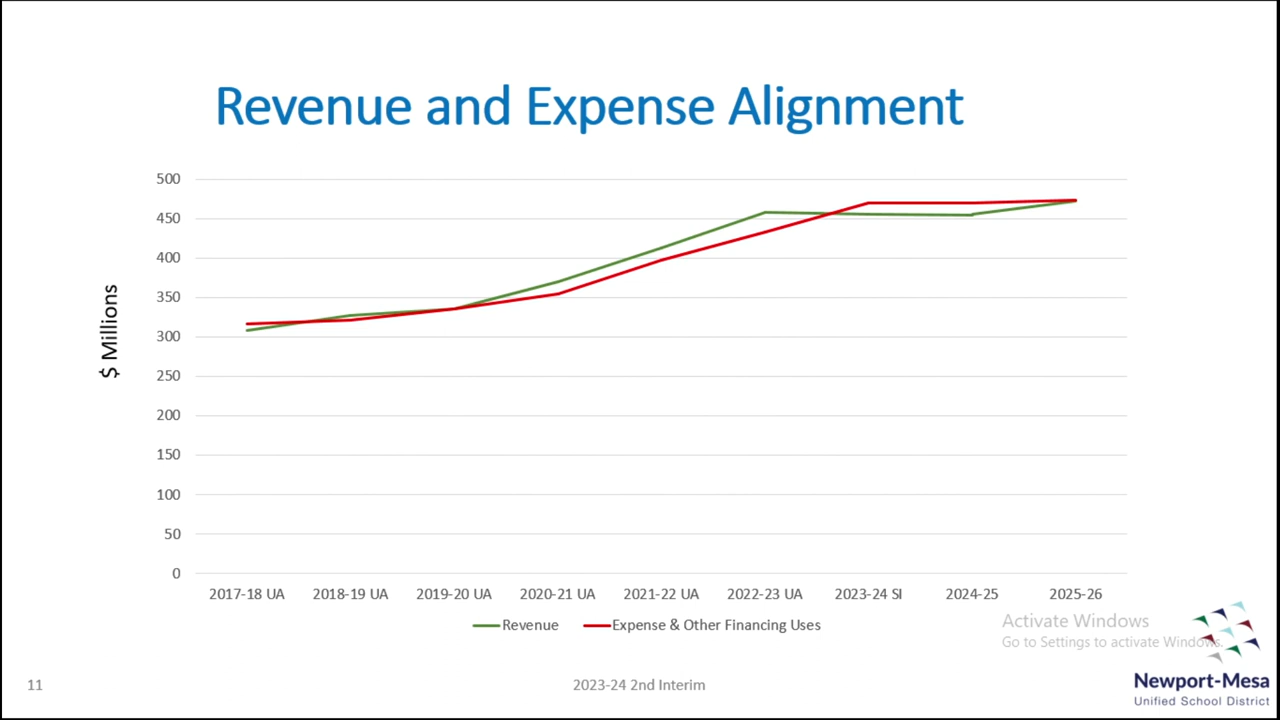 Revenue and Expense Alignment
$ Millions
500
450
400
350
300
250
200
150
100
50
0
2017-18 UA 2018-19 UA 2019-20 UA 2020-21 UA 2021-22 UA 2022-23 UA 2023-24 SI 2024-25 2025-26
Revenue Expense & Other Financing Uses
Activate Windows
Go to Settings to activate Windows.
11 2023-24 2nd Interim
Newport-Mesa
Unified School District